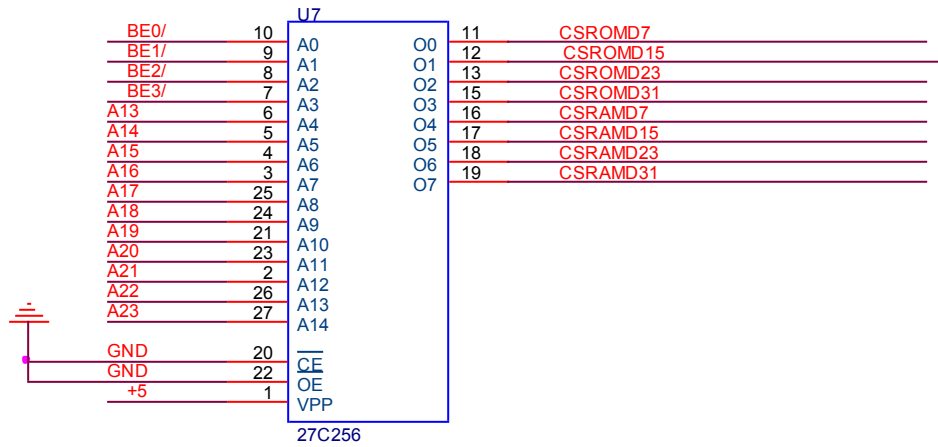 U7
BE0/ 10 A0 O0 11 CSROMD7
BE1/ 9 A1 O1 12 CSROMD15
BE2/ 8 A2 O2 13 CSROMD23
BE3/ 7 A3 O3 15 CSROMD31
A13 6 A4 O4 16 CSRAMD7
A14 5 A5 O5 17 CSRAMD15
A15 4 A6 O6 18 CSRAMD23
A16 3 A7 O7 19 CSRAMD31
A17 25 A8
A18 24 A9
A19 21 A10
A20 23 A11
A21 2 A12
A22 26 A13
A23 27 A14
GND 20 CE
GND 22 OE
+5 1 VPP
27C256